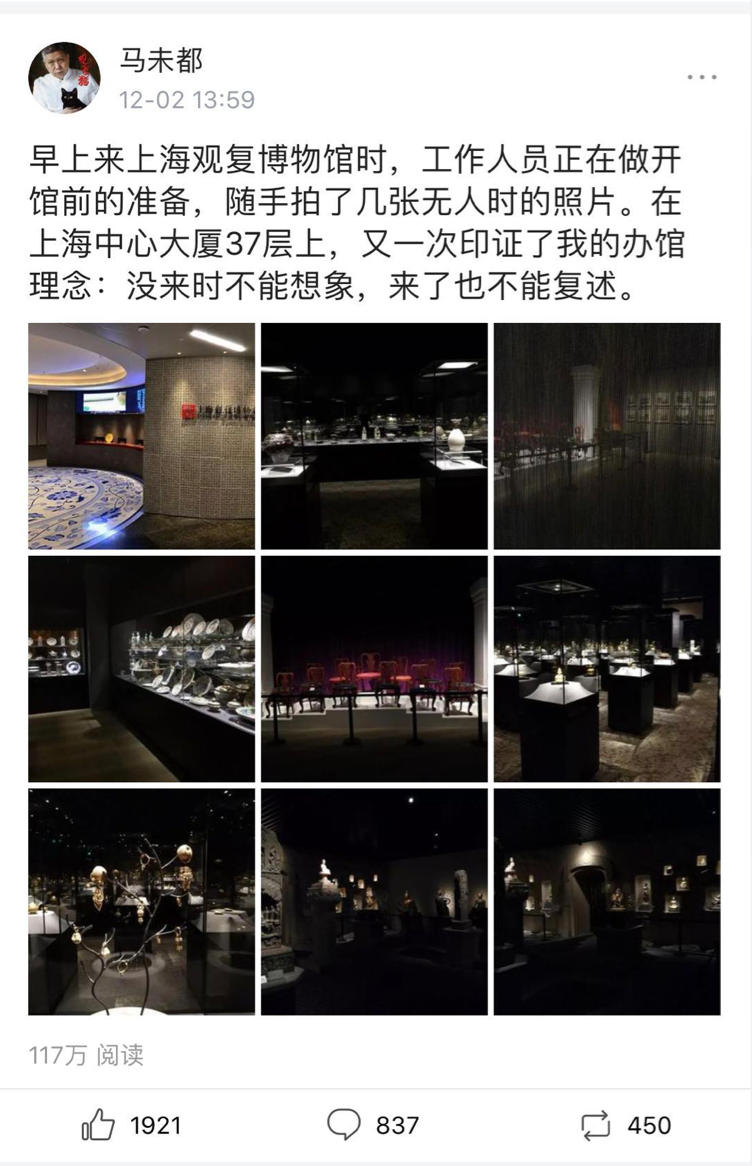 马未都
12-02 13:59
早上来上海观复博物馆时，工作人员正在做开
馆前的准备，随手拍了几张无人时的照片。在
上海中心大厦37层上，又一次印证了我的办馆
理念：没来时不能想象，来了也不能复述。
117万 阅读
1921
837
450